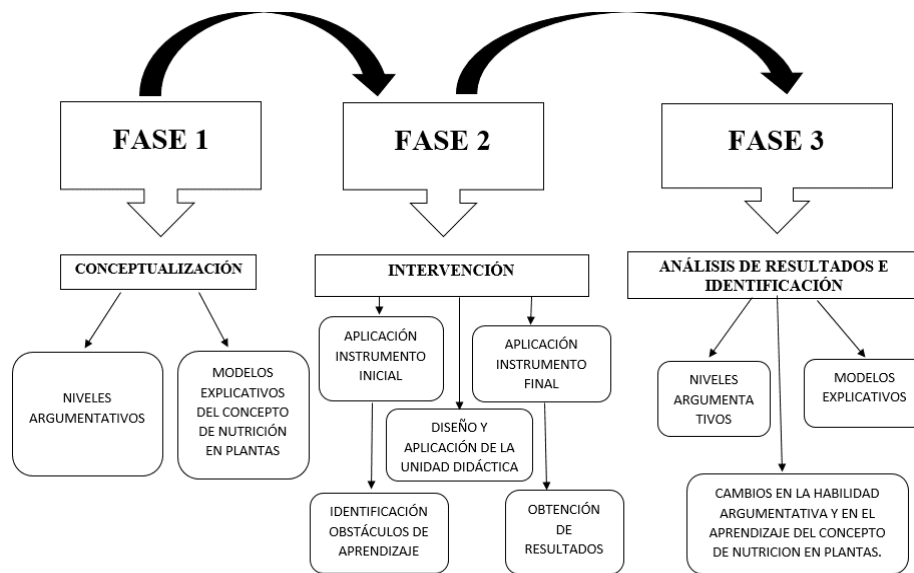 FASE 1
FASE 2
FASE 3
CONCEPTUALIZACIÓN
INTERVENCIÓN
ANÁLISIS DE RESULTADOS E
IDENTIFICACIÓN
NIVELES
ARGUMENTATIVOS
MODELOS
EXPLICATIVOS
DEL CONCEPTO
DE NUTRICIÓN
EN PLANTAS
APLICACIÓN
INSTRUMENTO
INICIAL
APLICACIÓN
INSTRUMENTO
FINAL
DISEÑO Y
APLICACIÓN DE LA
UNIDAD DIDÁCTICA
IDENTIFICACIÓN
OBSTÁCULOS DE
APRENDIZAJE
OBTENCIÓN
DE
RESULTADOS
NIVELES
ARGUMENTA
TIVOS
MODELOS
EXPLICATIVOS
CAMBIOS EN LA HABILIDAD
ARGUMENTATIVA Y EN EL
APRENDIZAJE DEL CONCEPTO
DE NUTRICION EN PLANTAS.